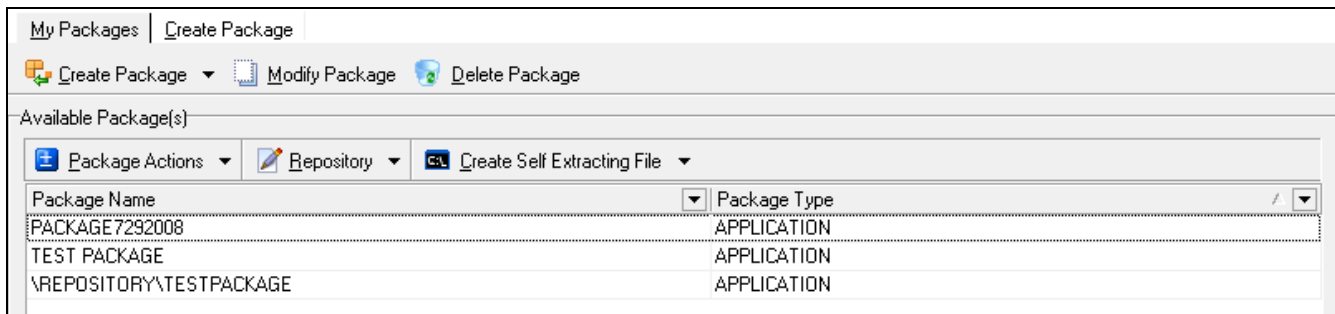 My Packages Create Package
Create Package Modify Package Delete Package
Available Package(s)
Package Actions Repository C:\ Create Self Extracting File
Package Name Package Type
PACKAGE7292008 APPLICATION
TEST PACKAGE APPLICATION
\REPOSITORY\TESTPACKAGE APPLICATION